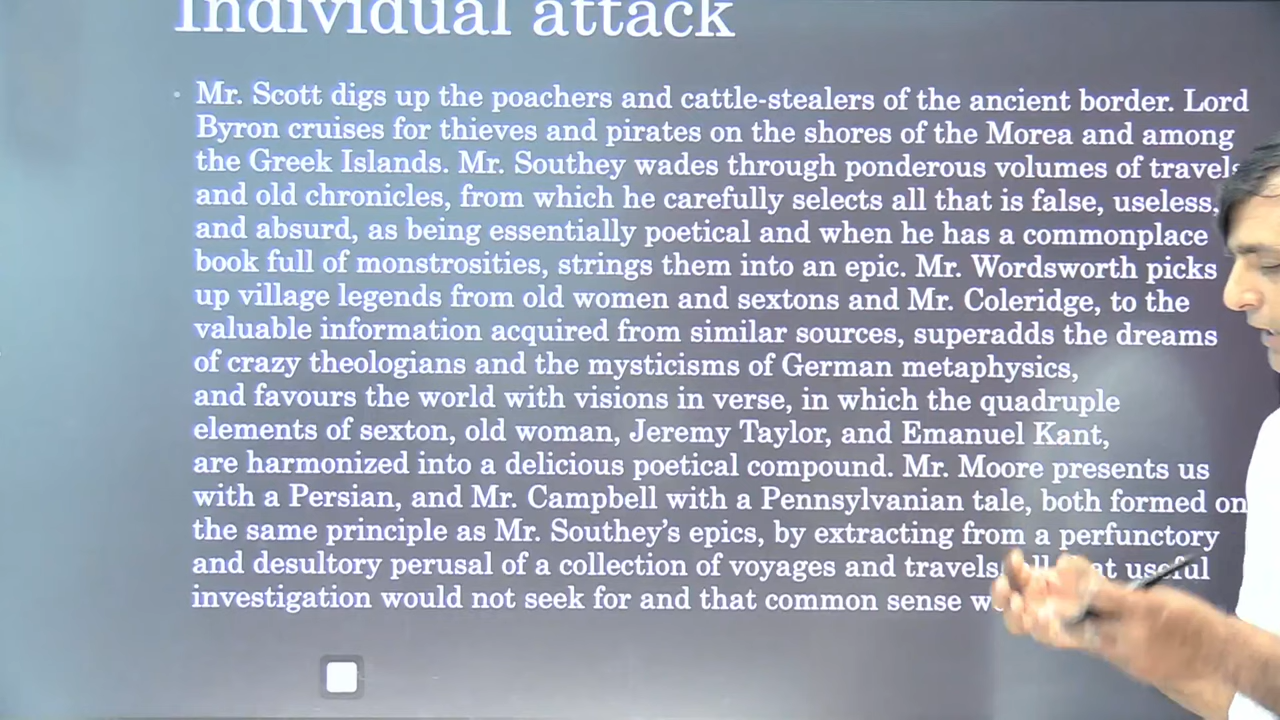 Individual attack
Mr. Scott digs up the poachers and cattle-stealers of the ancient border. Lord
Byron cruises for thieves and pirates on the shores of the Morea and among
the Greek Islands. Mr. Southey wades through ponderous volumes of travels
and old chronicles, from which he carefully selects all that is false, useless,
and absurd, as being essentially poetical and when he has a commonplace
book full of monstrosities, strings them into an epic. Mr. Wordsworth picks
up village legends from old women and sextons and Mr. Coleridge, to the
valuable information acquired from similar sources, superadds the dreams
of crazy theologians and the mysticisms of German metaphysics,
and favours the world with visions in verse, in which the quadruple
elements of sexton, old woman, Jeremy Taylor, and Emanuel Kant,
are harmonized into a delicious poetical compound. Mr. Moore presents us
with a Persian, and Mr. Campbell with a Pennsylvanian tale, both formed on
the same principle as Mr. Southey's epics, by extracting from a perfunctory
and desultory perusal of a collection of voyages and travels useful
investigation would not seek for and that common sense